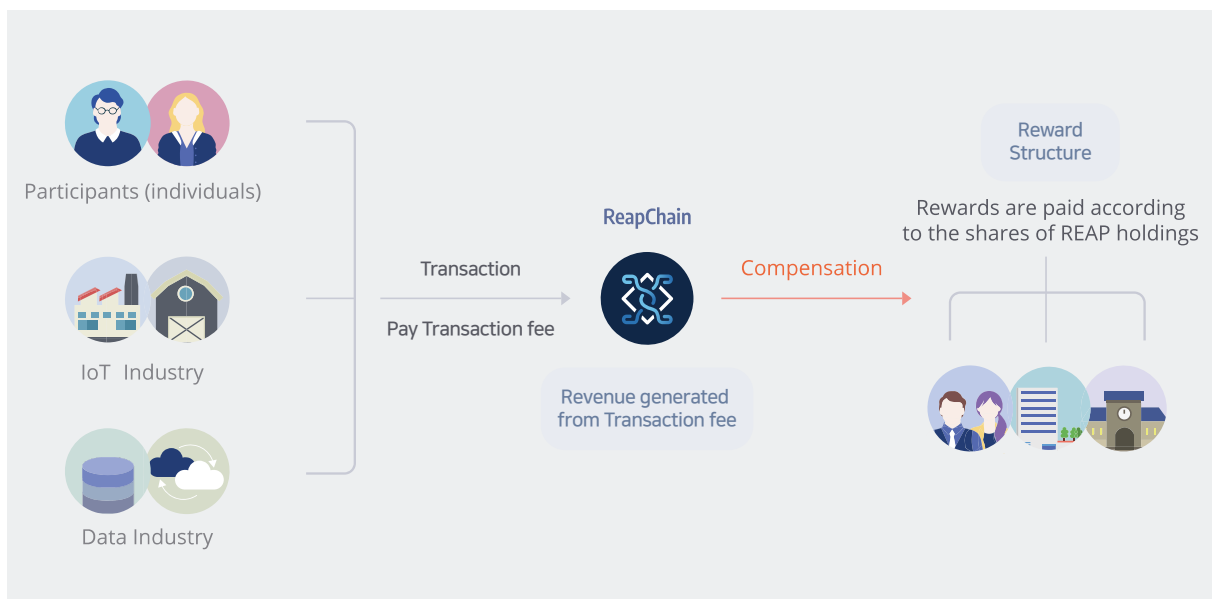 Participants (individuals)
IoT Industry
Data Industry
Transaction
Pay Transaction fee
ReapChain
Revenue generated
from Transaction fee
Compensation
Reward
Structure
Rewards are paid according
to the shares of REAP holdings